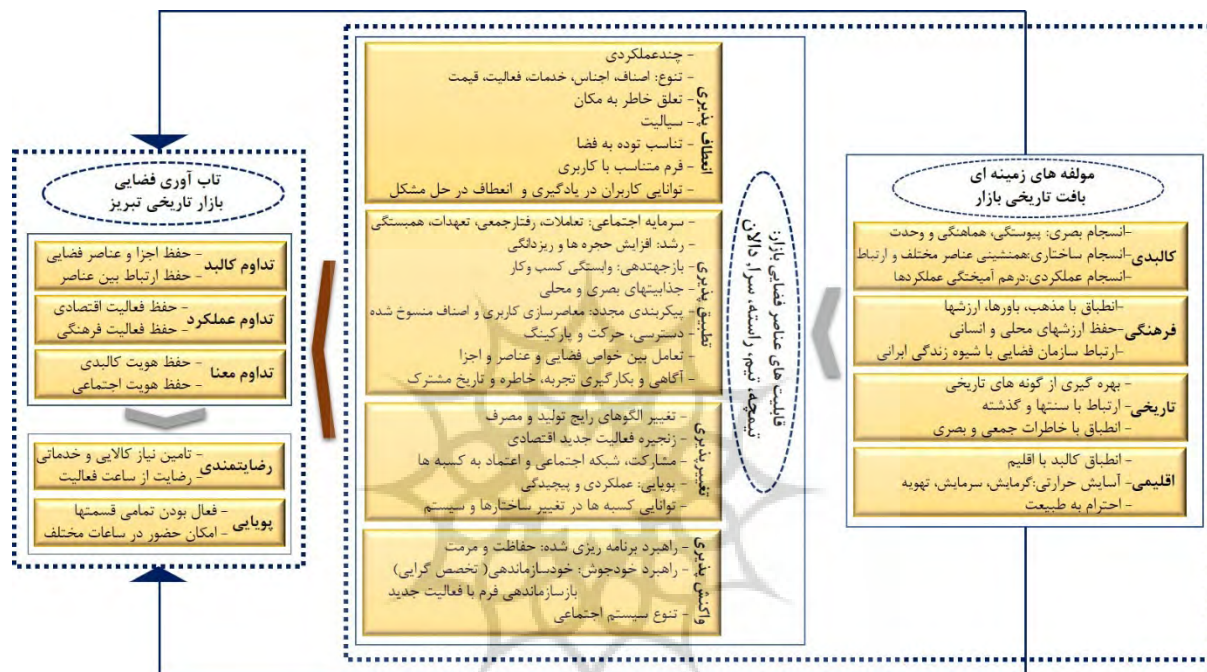 مولفه های زمینه ای
بافت تاریخی بازار
کالبدی
-انسجام بصری: پیوستگی، هماهنگی و وحدت
-انسجام ساختاری:همنشینی عناصر مختلف و ارتباط
-انسجام عملکردی:درهم آمیختگی عملکردها
فرهنگی
-انطباق با مذهب، باورها، ارزشها
-حفظ ارزشهای محلی و انسانی
-ارتباط سازمان فضایی با شیوه زندگی ایرانی
تاریخی
- بهره گیری از گونه های تاریخی
- ارتباط با سنتها و گذشته
- انطباق با خاطرات جمعی و بصری
اقلیمی
- انطباق کالبد با اقلیم
- آسایش حرارتی:گرمایش، سرمایش، تهویه
- احترام به طبیعت
قابلیت های عناصر فضایی بازار:
تیمچه، تیم، راسته، سرا، دالان
انعطاف پذیری
- چندعملکردی
- تنوع: اصناف، اجناس، خدمات، فعالیت، قیمت
- تعلق خاطر به مکان
- سیالیت
- تناسب توده به فضا
- فرم متناسب با کاربری
- توانایی کاربران در یادگیری و انعطاف در حل مشکل
تطبیق پذیری
- سرمایه اجتماعی: تعاملات، رفتارجمعی، تعهدات، همبستگی
- رشد: افزایش حجره ها و ریزدانگی
- بازجهتدهی: وابستگی کسب وکار
- جذابیتهای بصری و محلی
- پیکربندی مجدد: معاصرسازی کاربری و اصناف منسوخ شده
- دسترسی، حرکت و پارکینگ
- تعامل بین خواص فضایی و عناصر و اجزا
- آگاهی و بکارگیری تجربه، خاطره و تاریخ مشترک
تغییرپذیری
- تغییر الگوهای رایج تولید و مصرف
- زنجیره فعالیت جدید اقتصادی
- مشارکت، شبکه اجتماعی و اعتماد به کسبه ها
- پویایی: عملکردی و پیچیدگی
- توانایی کسبه ها در تغییر ساختارها و سیستم
واکنش پذیری
- راهبرد برنامه ریزی شده: حفاظت و مرمت
- راهبرد خودجوش: خودسازماندهی( تخصص گرایی)
بازسازماندهی فرم با فعالیت جدید
- تنوع سیستم اجتماعی
تاب آوری فضایی
بازار تاریخی تبریز
تداوم کالبد
- حفظ اجزا و عناصر فضایی
- حفظ ارتباط بین عناصر
تداوم عملکرد
- حفظ فعالیت اقتصادی
- حفظ فعالیت فرهنگی
تداوم معنا
- حفظ هویت کالبدی
- حفظ هویت اجتماعی
رضایتمندی
- تامین نیاز کالایی و خدماتی
- رضایت از ساعت فعالیت
پویایی
- فعال بودن تمامی قسمتها
- امکان حضور در ساعات مختلف